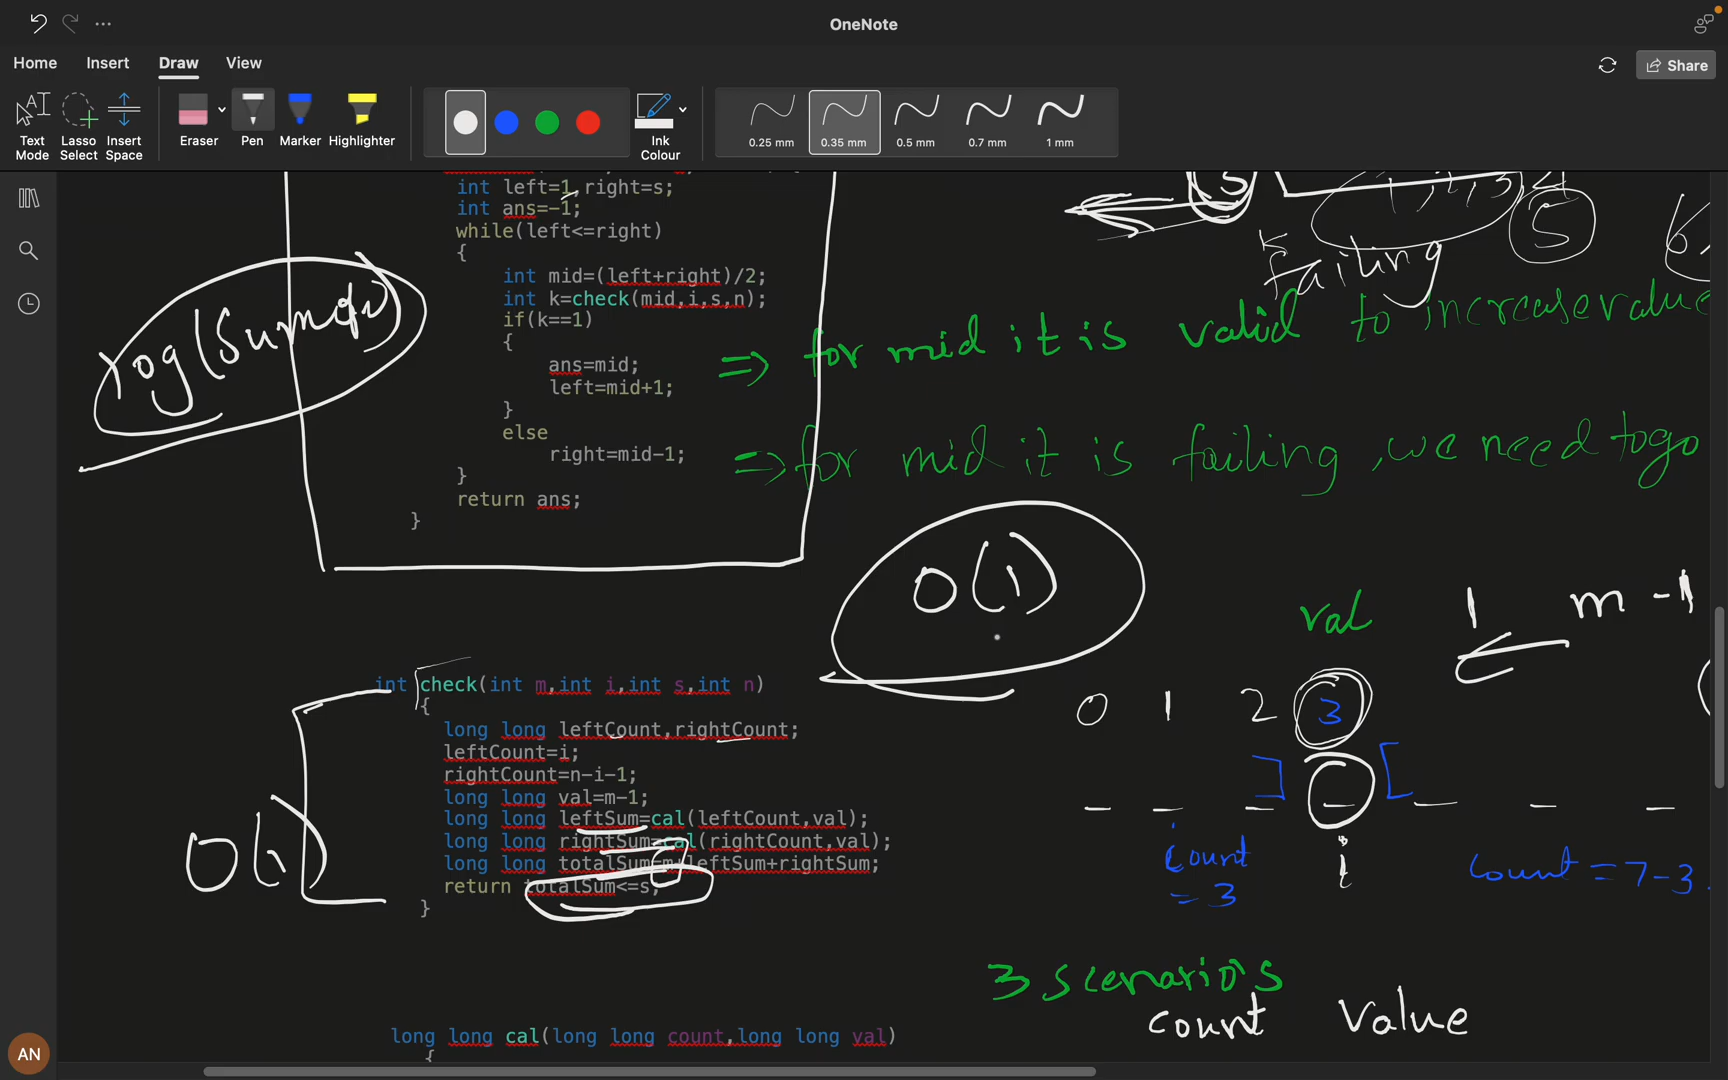 OneNote
Home Insert Draw View
Share
Text Mode
Lasso Select
Insert Space
Eraser
Pen
Marker
Highlighter
Ink Colour
0.25 mm
0.35 mm
0.5 mm
0.7 mm
1 mm
int left=1,right=s;
int ans=-1;
while(left<=right)
{
int mid=(left+right)/2;
int k=check(mid,i,s,n);
if(k==1)
{
ans=mid;
left=mid+1;
}
else
right=mid-1;
}
return ans;
}
log(Sum of n)
5
failing
=> for mid it is valid to increase value
=> for mid it is failing, we need to go
O(1)
val
1 m-1
0 1 2 3
int check(int m,int i,int s,int n)
{
long long leftCount,rightCount;
leftCount=i;
rightCount=n-i-1;
long long val=m-1;
long long leftSum=cal(leftCount,val);
long long rightSum=cal(rightCount,val);
long long totalSum=m+leftSum+rightSum;
return totalSum<=s;
}
O(1)
count = 3
i
count = 7-3
3 scenario's
count value
long long cal(long long count,long long val)
{
AN